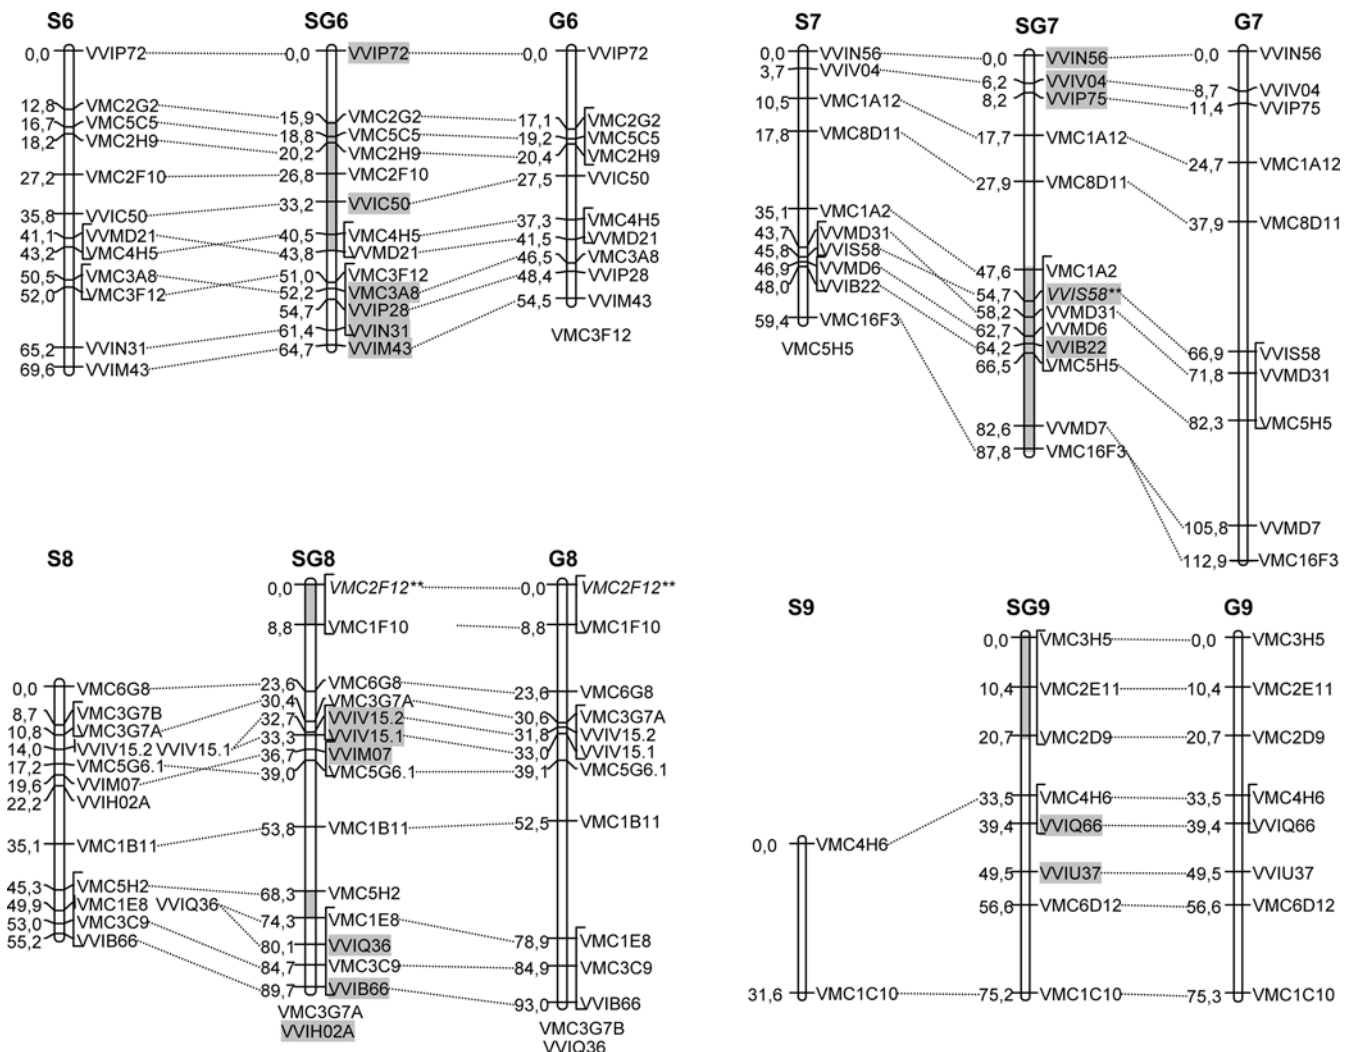 S6
0,0 VVIP72
12,8 VMC2G2
16,7 VMC5C5
18,2 VMC2H9
27,2 VMC2F10
35,8 VVIC50
41,1 VVMD21
43,2 VMC4H5
50,5 VMC3A8
52,0 VMC3F12
65,2 VVIN31
69,6 VVIM43
SG6
0,0 VVIP72
15,9 VMC2G2
18,8 VMC5C5
20,2 VMC2H9
26,8 VMC2F10
33,2 VVIC50
40,5 VMC4H5
43,8 VVMD21
51,0 VMC3F12
52,2 VMC3A8
54,7 VVIP28
61,4 VVIN31
64,7 VVIM43
G6
0,0 VVIP72
17,1 VMC2G2
19,2 VMC5C5
20,4 VMC2H9
27,5 VVIC50
37,3 VMC4H5
41,5 VVMD21
46,5 VMC3A8
48,4 VVIP28
54,5 VVIM43
VMC3F12
S7
0,0 VVIN56
3,7 VVIV04
10,5 VMC1A12
17,8 VMC8D11
35,1 VMC1A2
43,7 VVMD31
45,8 VVIS58
46,9 VVMD6
48,0 VVIB22
59,4 VMC16F3
VMC5H5
SG7
0,0 VVIN56
6,2 VVIV04
8,2 VVIP75
17,7 VMC1A12
27,9 VMC8D11
47,6 VMC1A2
54,7 VVIS58**
58,2 VVMD31
62,7 VVMD6
64,2 VVIB22
66,5 VMC5H5
82,6 VVMD7
87,8 VMC16F3
G7
0,0 VVIN56
8,7 VVIV04
11,4 VVIP75
24,7 VMC1A12
37,9 VMC8D11
66,9 VVIS58
71,8 VVMD31
82,3 VMC5H5
105,8 VVMD7
112,9 VMC16F3
S8
0,0 VMC6G8
8,7 VMC3G7B
10,8 VMC3G7A
14,0 VVIV15.2 VVIV15.1
17,2 VMC5G6.1
19,6 VVIM07
22,2 VVIH02A
35,1 VMC1B11
45,3 VMC5H2
49,9 VMC1E8 VVIQ36
53,0 VMC3C9
55,2 VVIB66
SG8
0,0 VMC2F12**
8,8 VMC1F10
23,6 VMC6G8
30,4 VMC3G7A
32,7 VVIV15.2
33,3 VVIV15.1
36,7 VVIM07
39,0 VMC5G6.1
53,8 VMC1B11
68,3 VMC5H2
74,3 VMC1E8
80,1 VVIQ36
84,7 VMC3C9
89,7 VVIB66
VMC3G7A
VVIH02A
G8
0,0 VMC2F12**
8,8 VMC1F10
23,6 VMC6G8
30,6 VMC3G7A
31,8 VVIV15.2
33,0 VVIV15.1
39,1 VMC5G6.1
52,5 VMC1B11
78,9 VMC1E8
84,9 VMC3C9
93,0 VVIB66
VMC3G7B
VVIQ36
S9
0,0 VMC4H6
31,6 VMC1C10
SG9
0,0 VMC3H5
10,4 VMC2E11
20,7 VMC2D9
33,5 VMC4H6
39,4 VVIQ66
49,5 VVIU37
56,6 VMC6D12
75,2 VMC1C10
G9
0,0 VMC3H5
10,4 VMC2E11
20,7 VMC2D9
33,5 VMC4H6
39,4 VVIQ66
49,5 VVIU37
56,6 VMC6D12
75,3 VMC1C10